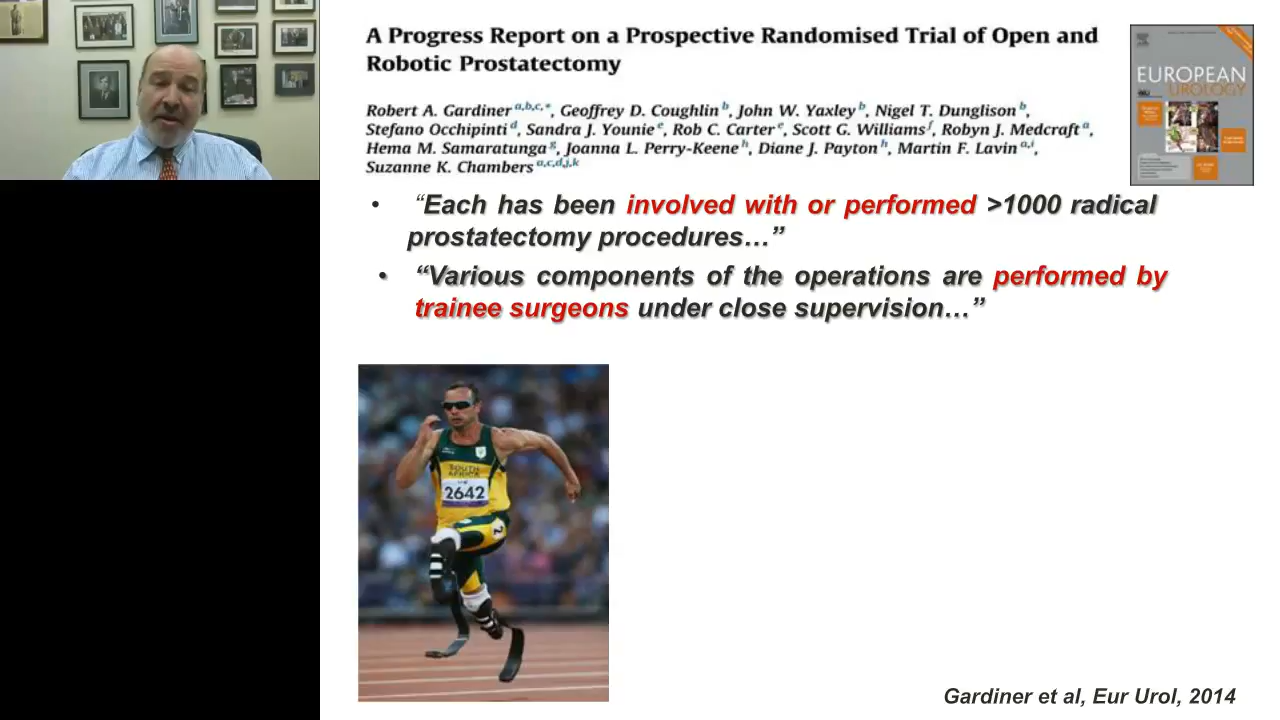 A Progress Report on a Prospective Randomised Trial of Open and
Robotic Prostatectomy
Robert A. Gardiner a,b,c,*, Geoffrey D. Coughlin b, John W. Yaxley b, Nigel T. Dunglison b,
Stefano Occhipinti d, Sandra J. Younie e, Rob C. Carter e, Scott G. Williams f, Robyn J. Medcraft a,
Hema M. Samaratunga g, Joanna L. Perry-Keene h, Diane J. Payton h, Martin F. Lavin a,i,
Suzanne K. Chambers a,c,d,j,k
EUROPEAN
UROLOGY
• “Each has been involved with or performed >1000 radical
prostatectomy procedures…”
• “Various components of the operations are performed by
trainee surgeons under close supervision…”
SOUTH
AFRICA
2642
2
Gardiner et al, Eur Urol, 2014